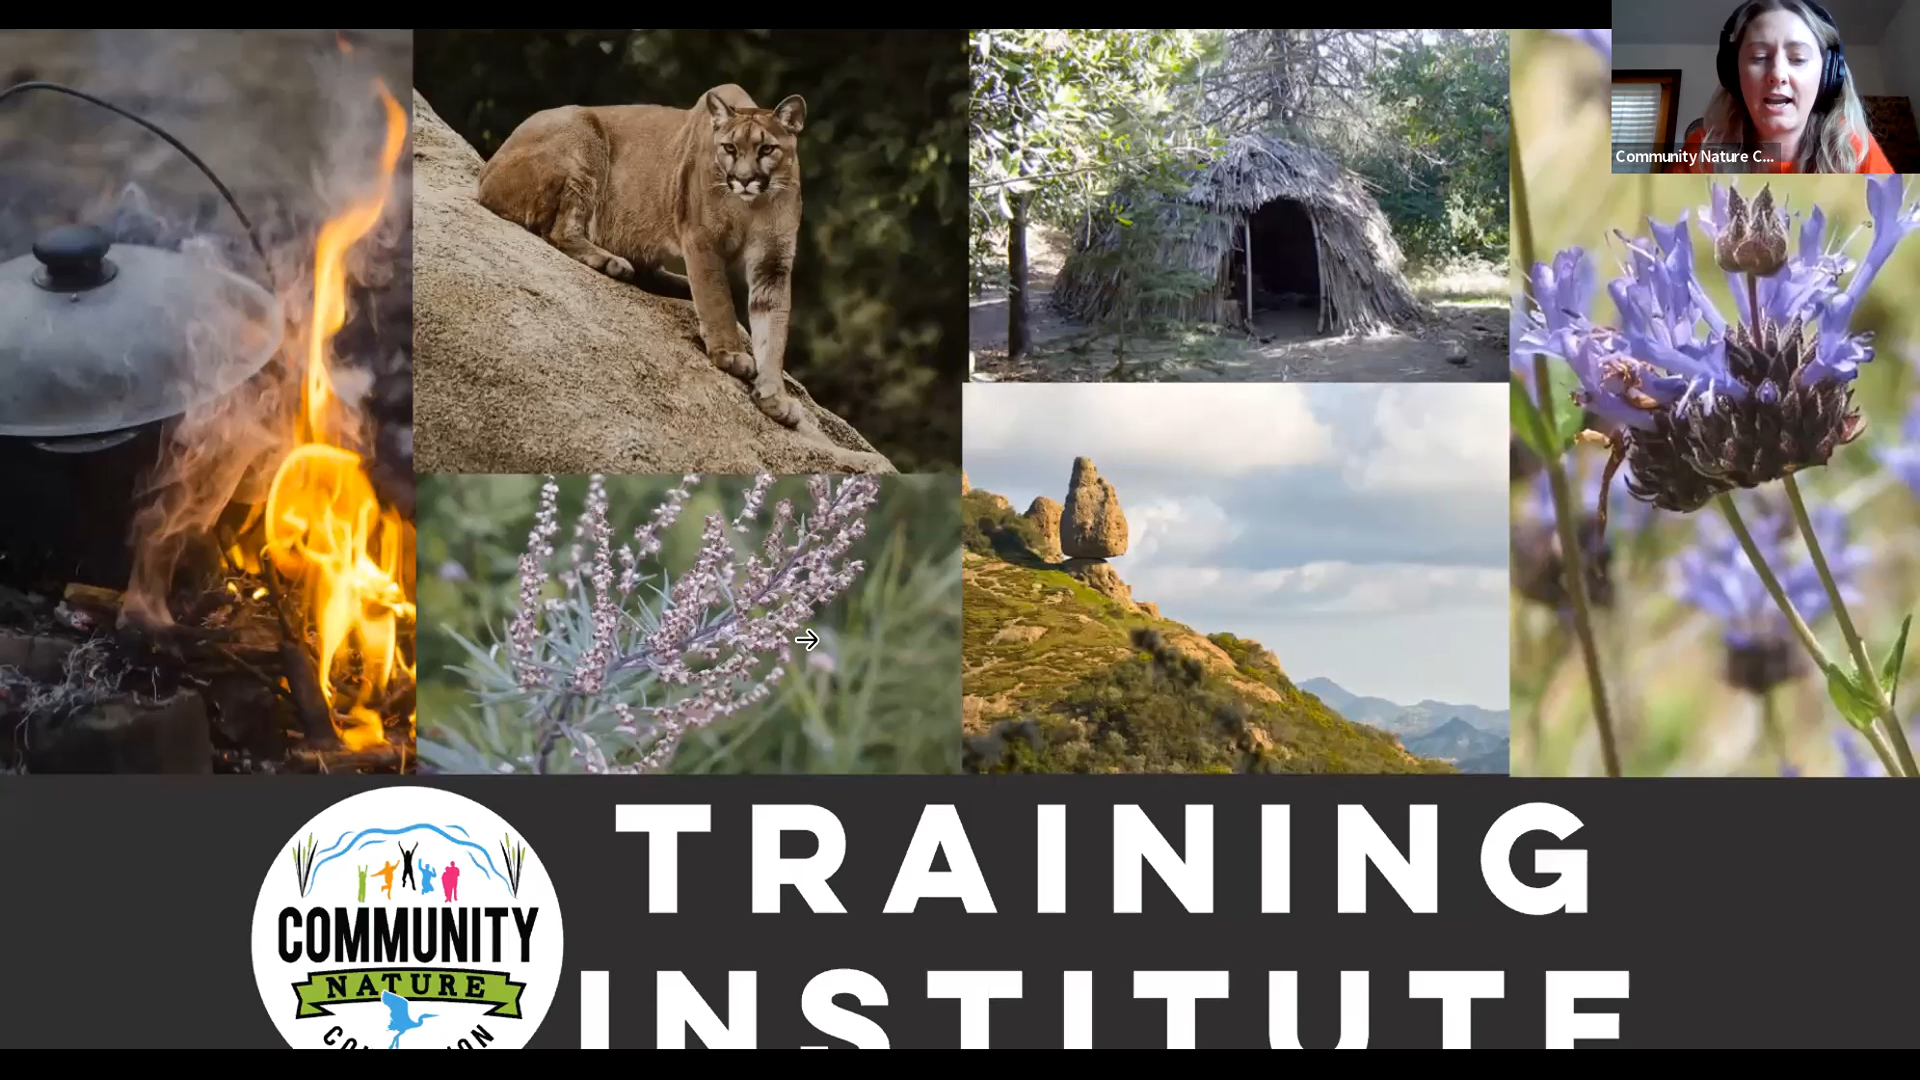 Community Nature C...
TRAINING
INSTITUTE
COMMUNITY
NATURE